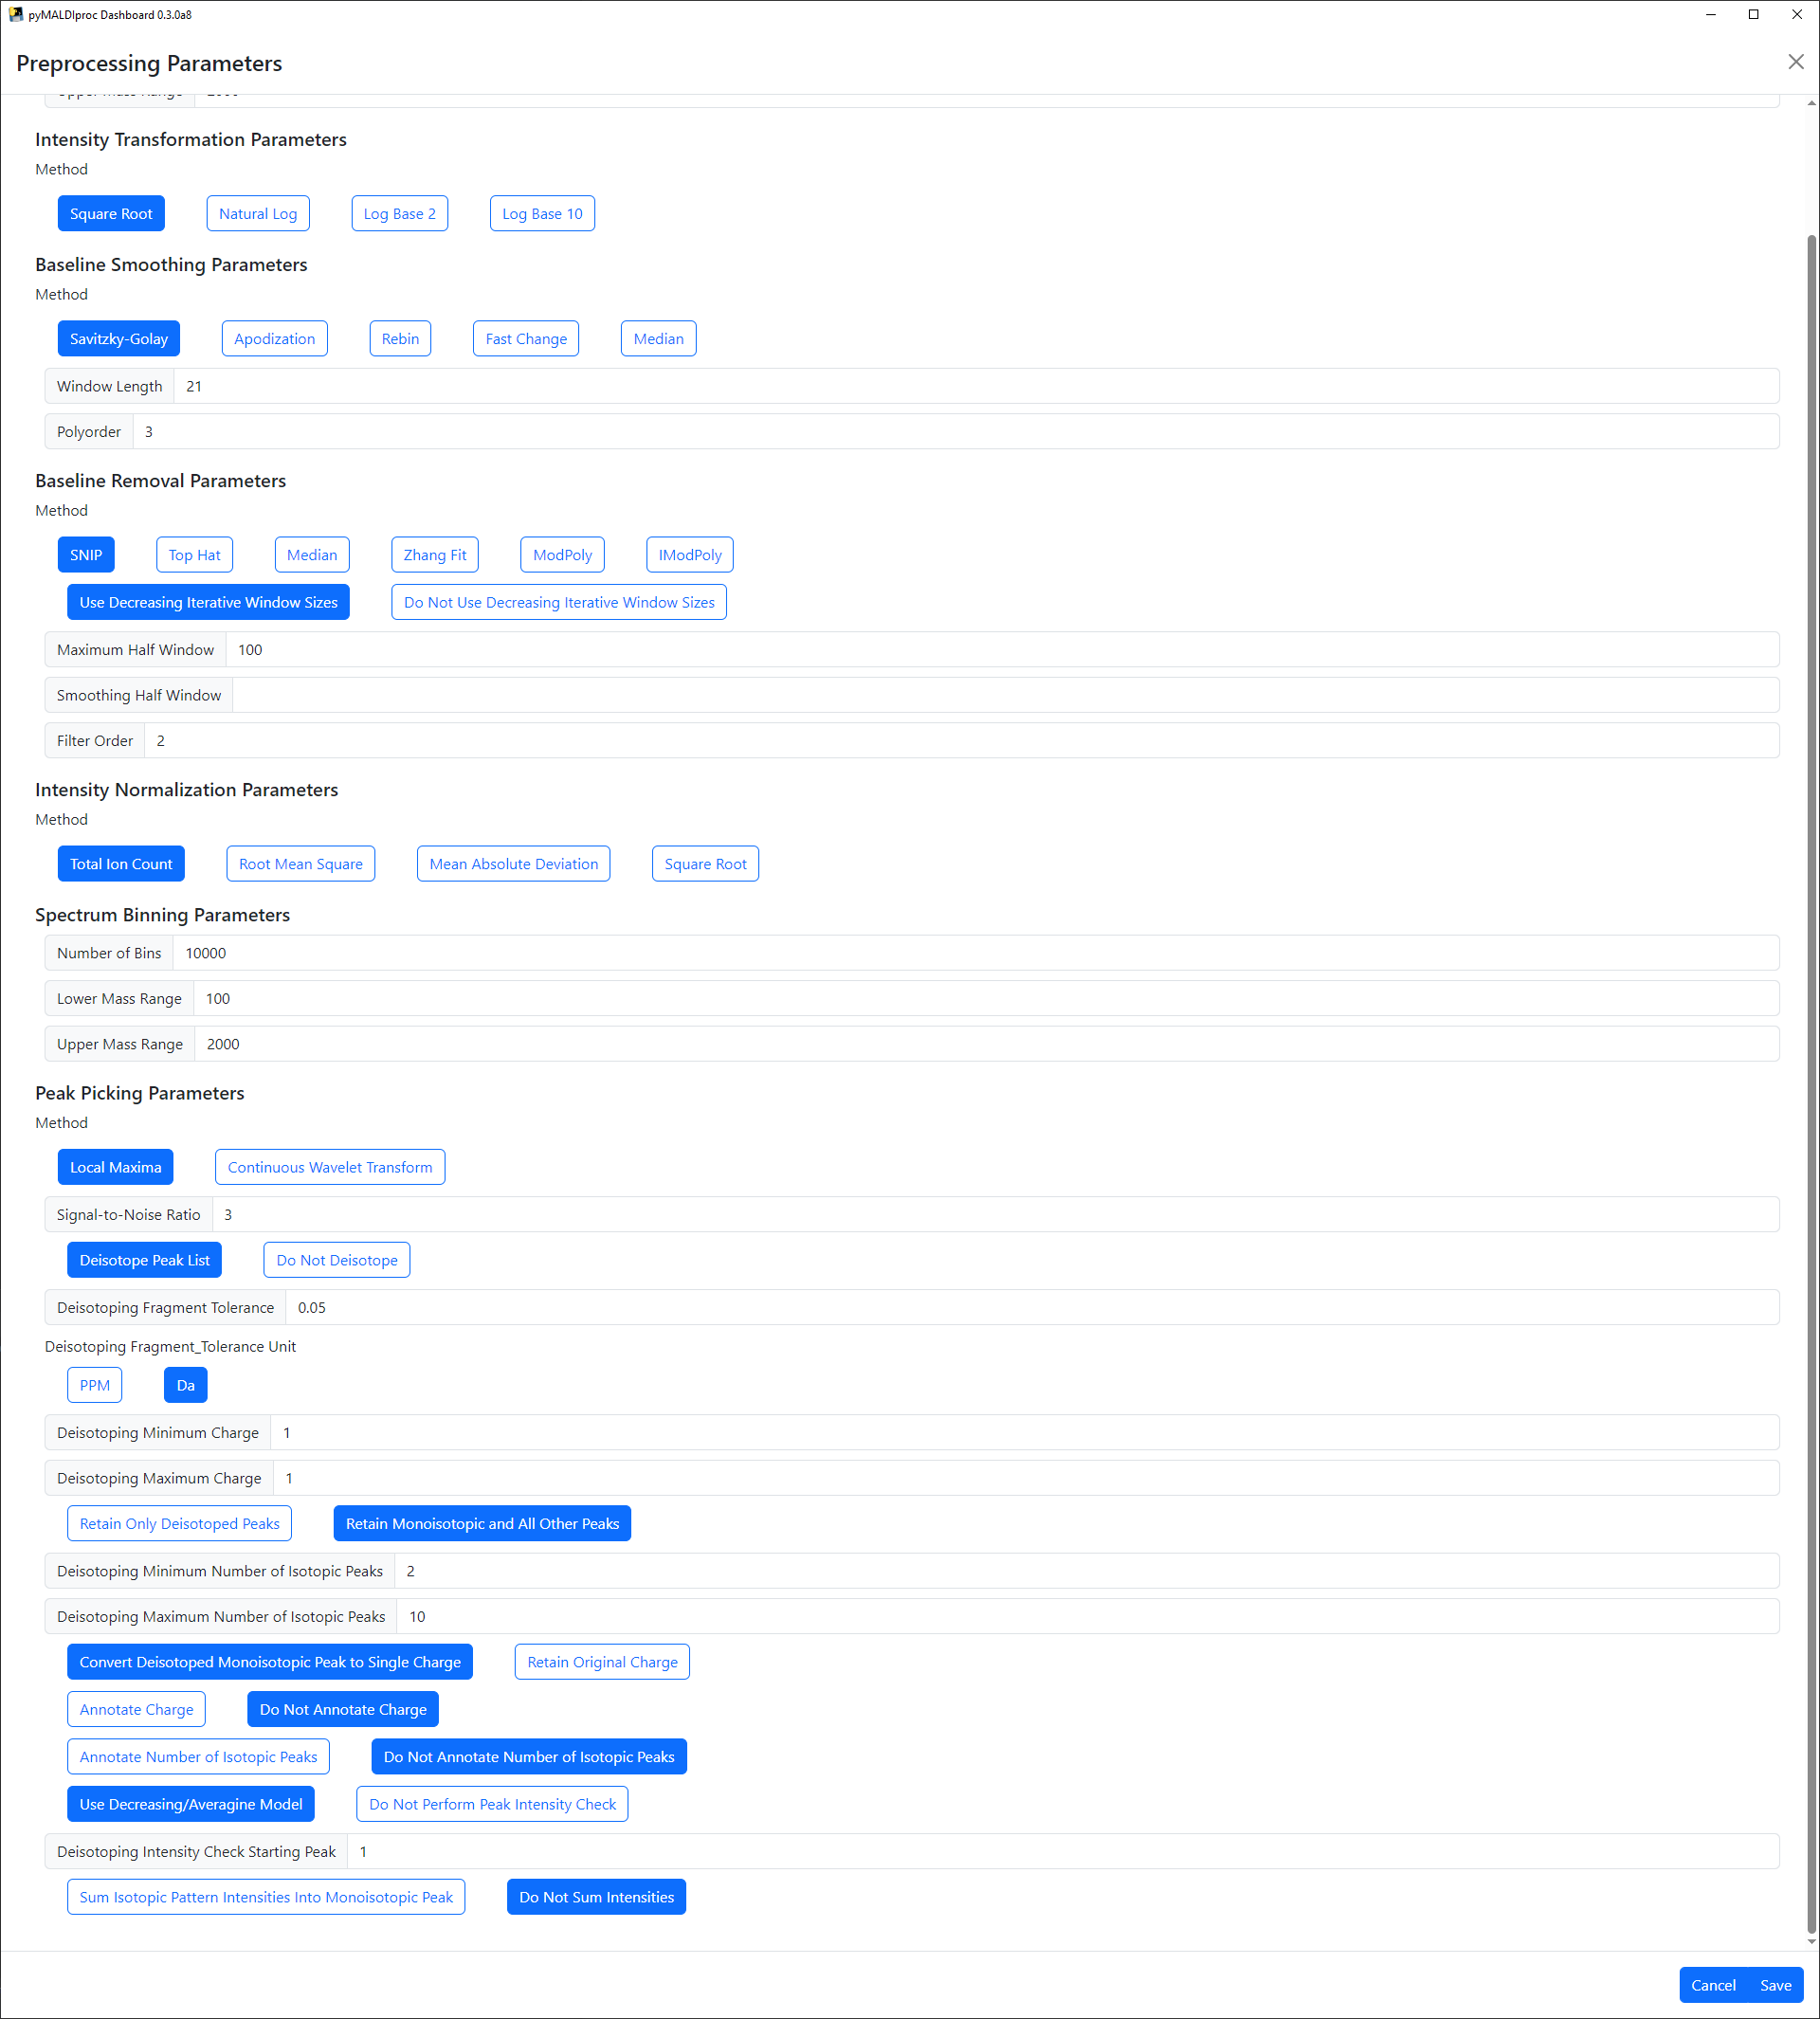 pyMALDIproc Dashboard 0.3.0a8
Preprocessing Parameters
Upper Mass Range 2000
Intensity Transformation Parameters
Method
Square Root Natural Log Log Base 2 Log Base 10
Baseline Smoothing Parameters
Method
Savitzky-Golay Apodization Rebin Fast Change Median
Window Length 21
Polyorder 3
Baseline Removal Parameters
Method
SNIP Top Hat Median Zhang Fit ModPoly IModPoly
Use Decreasing Iterative Window Sizes Do Not Use Decreasing Iterative Window Sizes
Maximum Half Window 100
Smoothing Half Window
Filter Order 2
Intensity Normalization Parameters
Method
Total Ion Count Root Mean Square Mean Absolute Deviation Square Root
Spectrum Binning Parameters
Number of Bins 10000
Lower Mass Range 100
Upper Mass Range 2000
Peak Picking Parameters
Method
Local Maxima Continuous Wavelet Transform
Signal-to-Noise Ratio 3
Deisotope Peak List Do Not Deisotope
Deisotoping Fragment Tolerance 0.05
Deisotoping Fragment_Tolerance Unit
PPM Da
Deisotoping Minimum Charge 1
Deisotoping Maximum Charge 1
Retain Only Deisotoped Peaks Retain Monoisotopic and All Other Peaks
Deisotoping Minimum Number of Isotopic Peaks 2
Deisotoping Maximum Number of Isotopic Peaks 10
Convert Deisotoped Monoisotopic Peak to Single Charge Retain Original Charge
Annotate Charge Do Not Annotate Charge
Annotate Number of Isotopic Peaks Do Not Annotate Number of Isotopic Peaks
Use Decreasing/Averagine Model Do Not Perform Peak Intensity Check
Deisotoping Intensity Check Starting Peak 1
Sum Isotopic Pattern Intensities Into Monoisotopic Peak Do Not Sum Intensities
Cancel Save